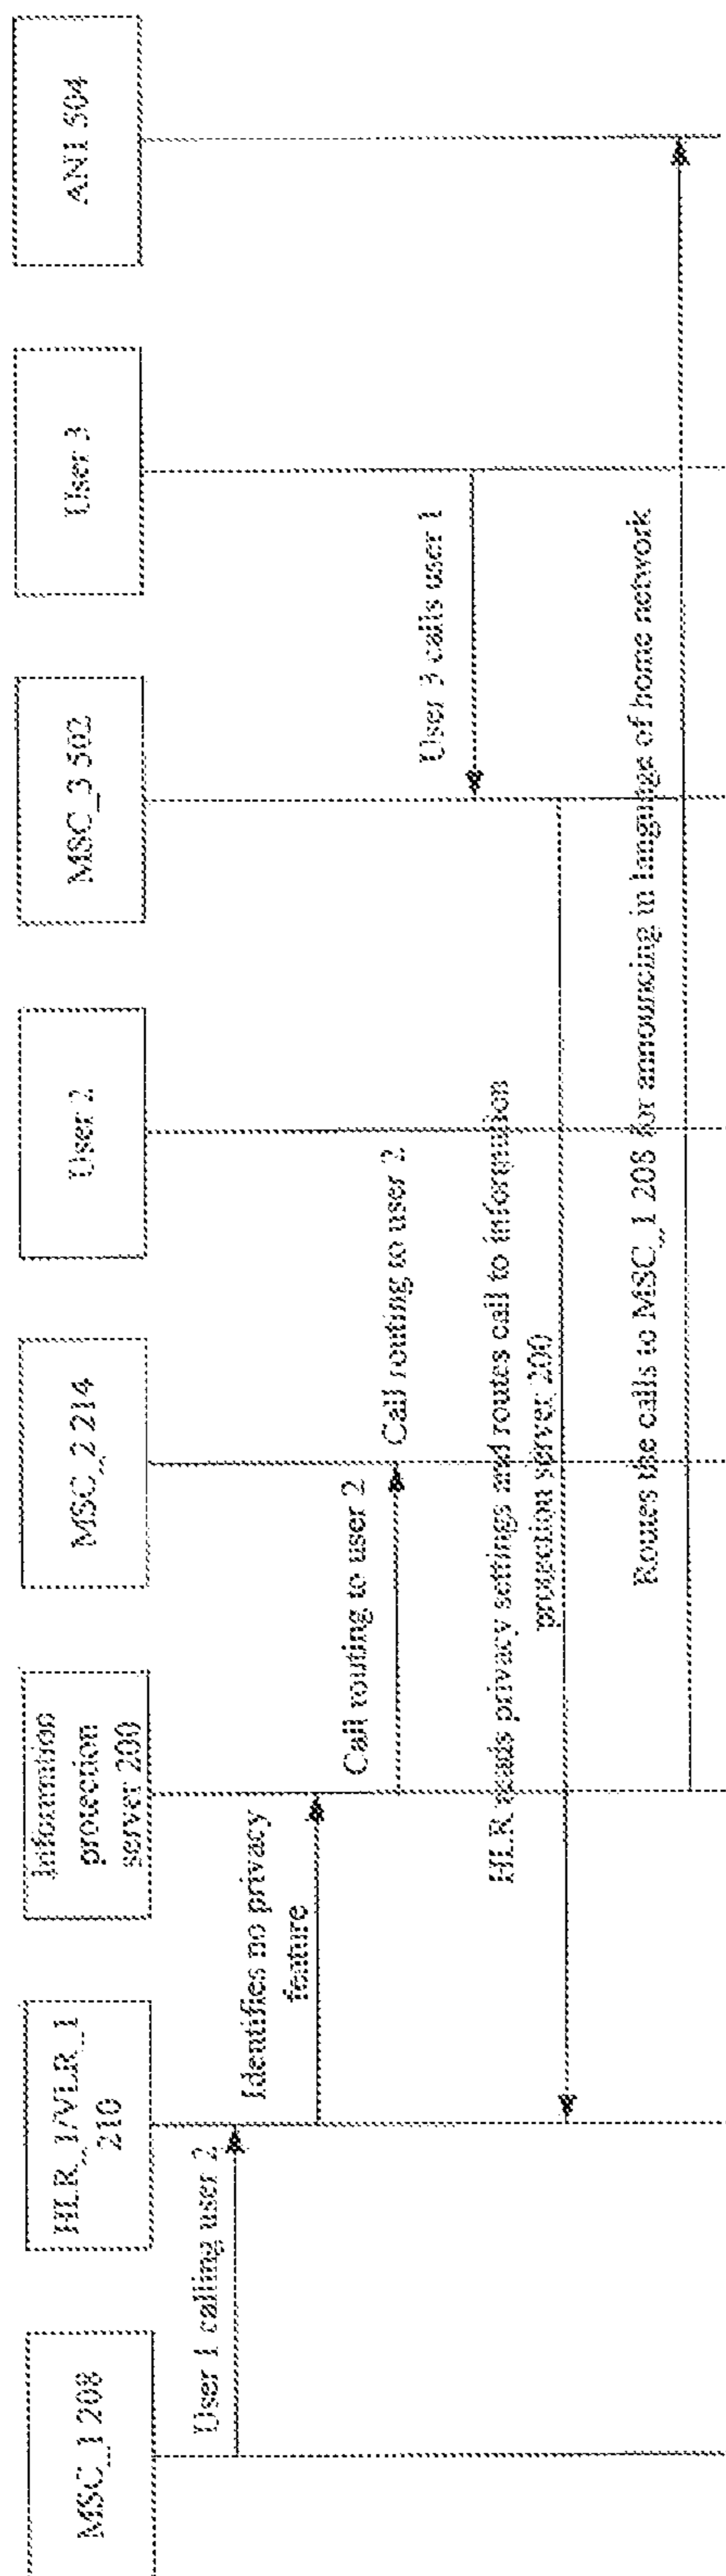 MSC_1 208
HLR_1/VLR_1
210
Information
protection
server 200
MSC_2 214
User 2
MSC_3 502
User 3
AN1 504
User 1 calling user 2
Identifies no privacy
feature
Call routing to user 2
Call routing to user 2
User 3 calls user 1
HLR reads privacy settings and routes call to information
protection server 200
Routes the calls to MSC_1 208 for announcing in language of home network